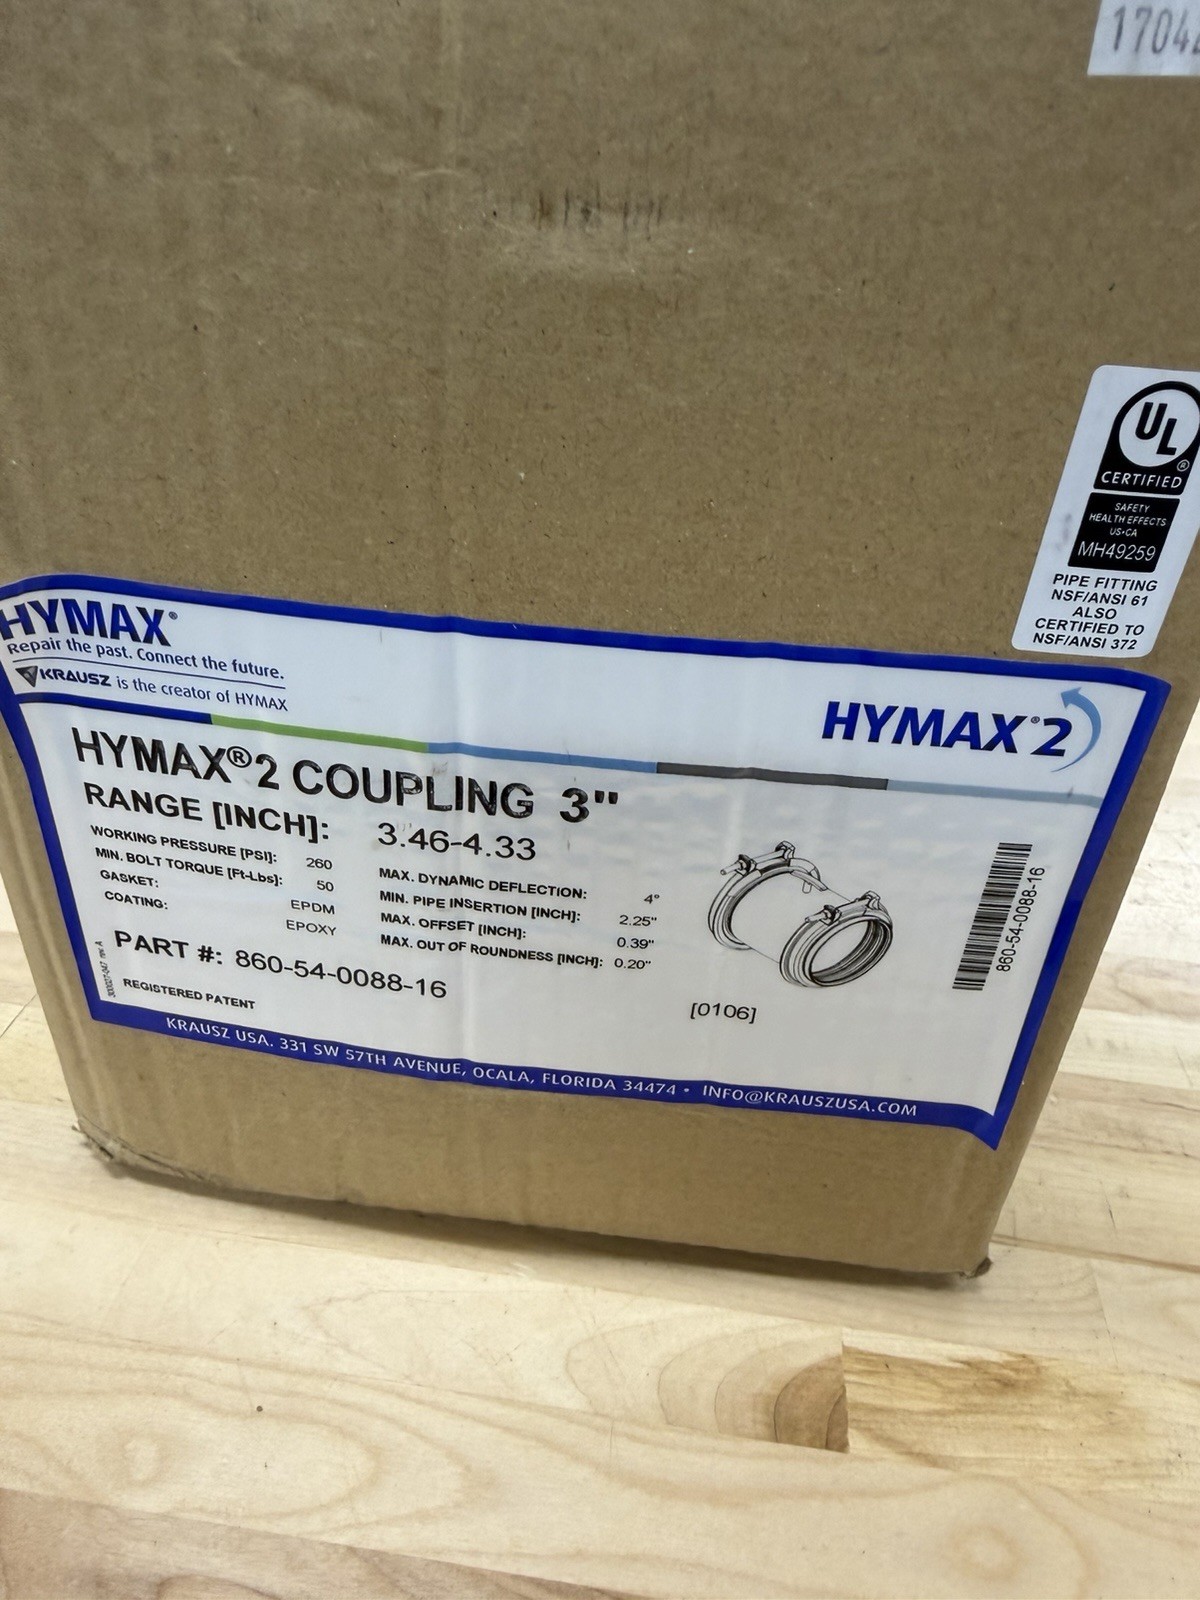 UL
®
CERTIFIED
SAFETY
HEALTH EFFECTS
US•CA
MH49259
PIPE FITTING
NSF/ANSI 61
ALSO
CERTIFIED TO
NSF/ANSI 372
HYMAX®
Repair the past. Connect the future.
KRAUSZ is the creator of HYMAX
HYMAX®2
HYMAX®2 COUPLING 3"
RANGE [INCH]: 3.46-4.33
WORKING PRESSURE [PSI]: 260
MIN. BOLT TORQUE [Ft-Lbs]: 50
GASKET: EPDM
COATING: EPOXY
MAX. DYNAMIC DEFLECTION: 4°
MIN. PIPE INSERTION [INCH]: 2.25"
MAX. OFFSET [INCH]: 0.39"
MAX. OUT OF ROUNDNESS [INCH]: 0.20"
PART #: 860-54-0088-16
REGISTERED PATENT
[0106]
860-54-0088-16
KRAUSZ USA. 331 SW 57TH AVENUE, OCALA, FLORIDA 34474 • INFO@KRAUSZUSA.COM